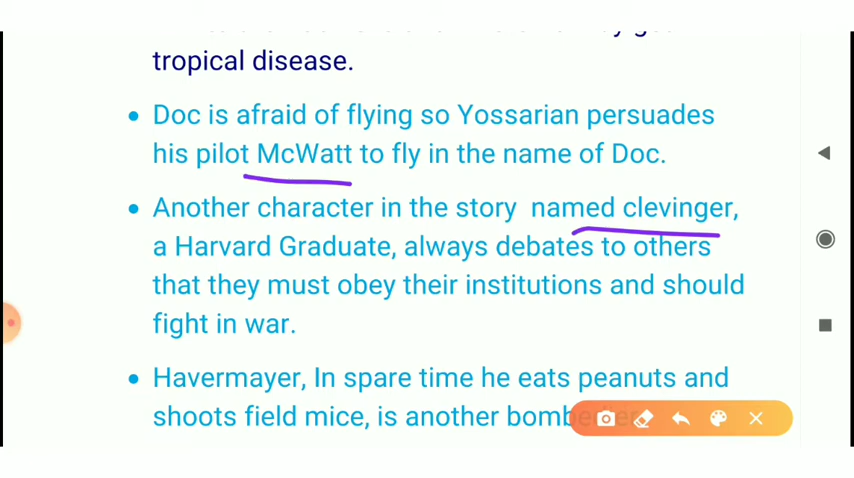 tropical disease.
• Doc is afraid of flying so Yossarian persuades
his pilot McWatt to fly in the name of Doc.
• Another character in the story named clevinger,
a Harvard Graduate, always debates to others
that they must obey their institutions and should
fight in war.
• Havermayer, In spare time he eats peanuts and
shoots field mice, is another